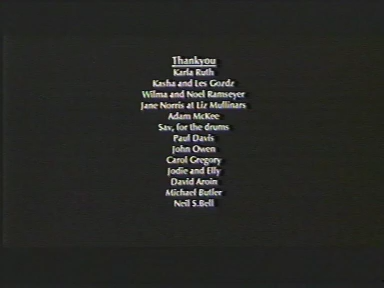 Thankyou
Karla Ruth
Kasha and Les Gordz
Wilma and Noel Ramseyer
Jane Norris at Liz Mullinars
Adam McKee
Sav, for the drums
Paul Davis
John Owen
Carol Gregory
Jodie and Elly
David Aroin
Michael Butler
Neil S.Bell